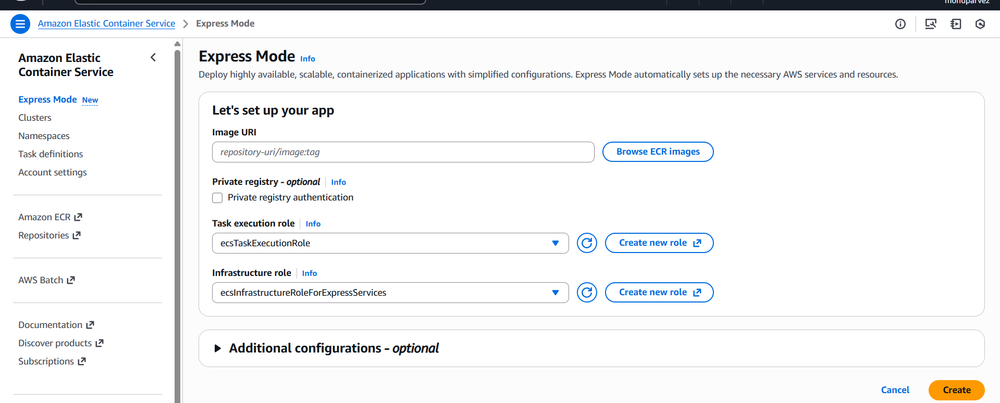 mohdparvez
Amazon Elastic Container Service > Express Mode
Amazon Elastic
Container Service
Express Mode New
Clusters
Namespaces
Task definitions
Account settings
Amazon ECR
Repositories
AWS Batch
Documentation
Discover products
Subscriptions
Express Mode Info
Deploy highly available, scalable, containerized applications with simplified configurations. Express Mode automatically sets up the necessary AWS services and resources.
Let's set up your app
Image URI
repository-uri/image:tag
Browse ECR images
Private registry - optional Info
Private registry authentication
Task execution role Info
ecsTaskExecutionRole
Create new role
Infrastructure role Info
ecsInfrastructureRoleForExpressServices
Create new role
Additional configurations - optional
Cancel
Create